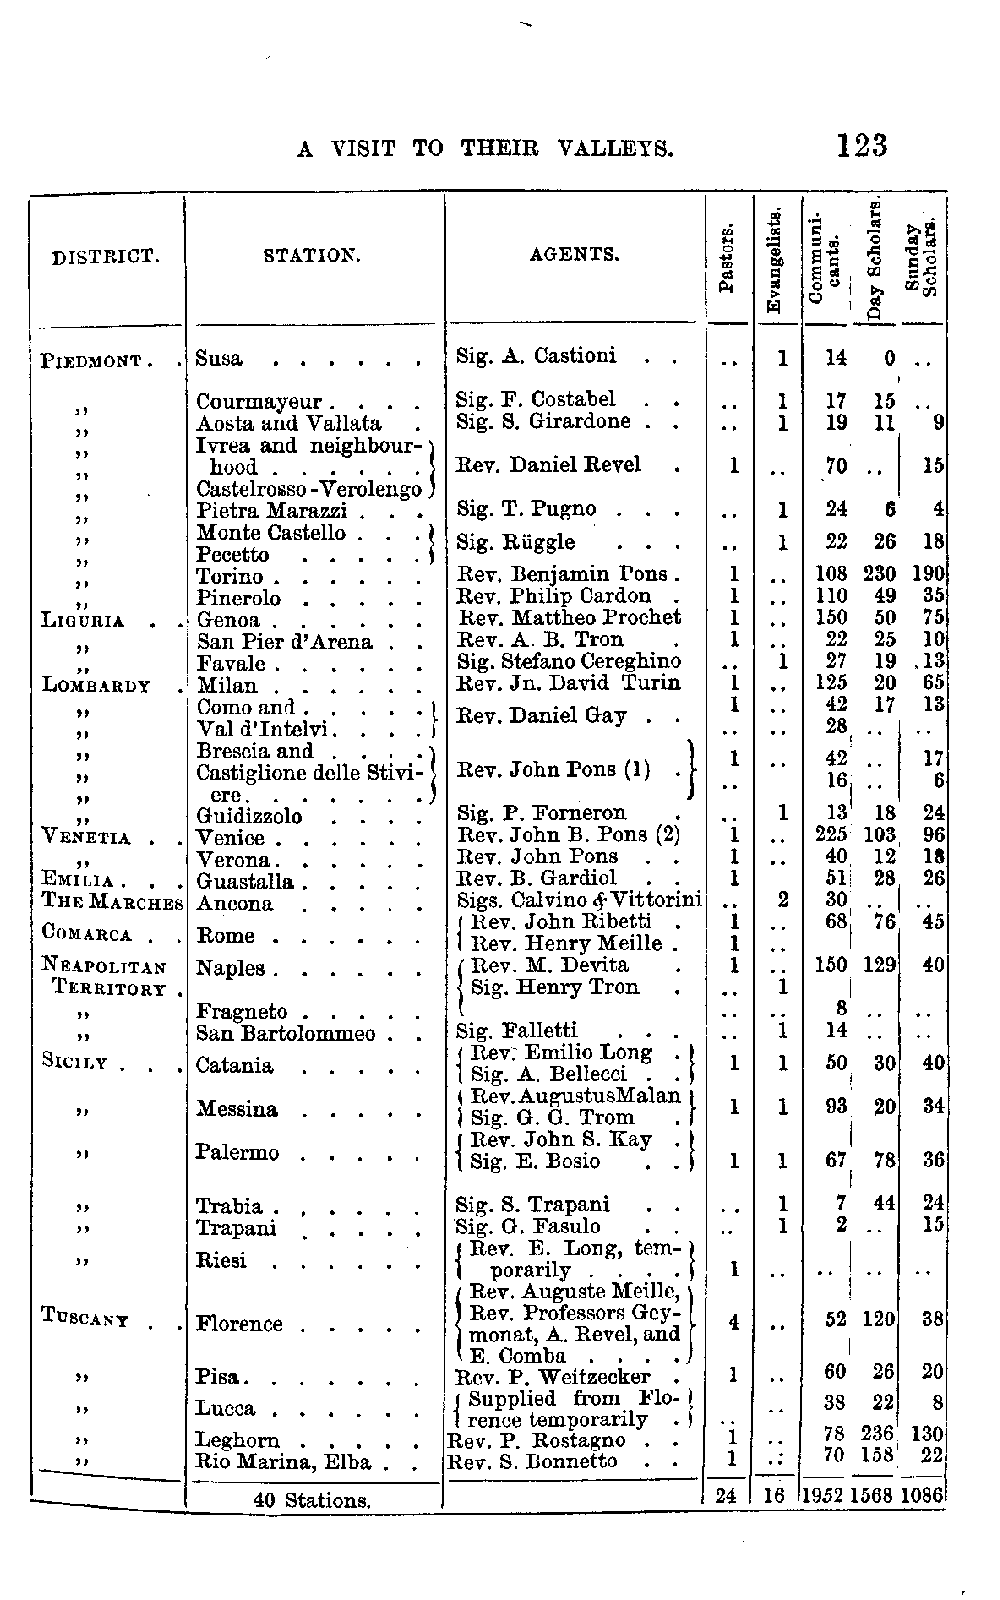 A VISIT TO THEIR VALLEYS. 123
DISTRICT. STATION. AGENTS. Pastors. Evangelists. Communi-cants. Day Scholars. Sunday Scholars.
PIEDMONT . . Susa . . . . . . Sig. A. Castioni . . .. 1 14 0 ..
„ Courmayeur . . . . Sig. F. Costabel . . .. 1 17 15 ..
„ Aosta and Vallata . Sig. S. Girardone . . .. 1 19 11 9
„ Ivrea and neighbour-
„ hood . . . . . . Rev. Daniel Revel . 1 .. 70 .. 15
„ Castelrosso-Verolengo
„ Pietra Marazzi . . . Sig. T. Pugno . . . .. 1 24 6 4
„ Monte Castello . . . Sig. Rüggle . . . .. 1 22 26 18
„ Pecetto . . . . .
„ Torino . . . . . . Rev. Benjamin Pons . 1 .. 108 230 190
„ Pinerolo . . . . . Rev. Philip Cardon . 1 .. 110 49 35
LIGURIA . . Genoa . . . . . . Rev. Mattheo Prochet 1 .. 150 50 75
„ San Pier d'Arena . . Rev. A. B. Tron . 1 .. 22 25 10
„ Favale . . . . . . Sig. Stefano Cereghino .. 1 27 19 .13
LOMBARDY . Milan . . . . . . Rev. Jn. David Turin 1 .. 125 20 65
„ Como and . . . . . Rev. Daniel Gay . . 1 .. 42 17 13
„ Val d'Intelvi . . . . .. .. 28 .. ..
„ Brescia and . . . . Rev. John Pons (1) . 1 .. 42 .. 17
„ Castiglione delle Stivi- .. 16 .. 6
„ ere . . . . . . .
„ Guidizzolo . . . . Sig. P. Forneron . .. 1 13 18 24
VENETIA . . Venice . . . . . . Rev. John B. Pons (2) 1 .. 225 103 96
„ Verona . . . . . . Rev. John Pons . . 1 .. 40 12 18
EMILIA . . . Guastalla . . . . . Rev. B. Gardiol . . 1 51 28 26
THE MARCHES Ancona . . . . . Sigs. Calvino & Vittorini .. 2 30 .. ..
COMARCA . . Rome . . . . . . Rev. John Ribetti . 1 .. 68 76 45
Rev. Henry Meille . 1 ..
NEAPOLITAN Naples . . . . . . Rev. M. Devita . 1 .. 150 129 40
TERRITORY . Sig. Henry Tron . .. 1
„ Fragneto . . . . . .. .. 8 .. ..
„ San Bartolommeo . . Sig. Falletti . . . .. 1 14 .. ..
SICILY . . . Catania . . . . . Rev. Emilio Long . 1 1 50 30 40
Sig. A. Bellecci . .
„ Messina . . . . . Rev. Augustus Malan 1 1 93 20 34
Sig. G. G. Trom .
„ Palermo . . . . . Rev. John S. Kay .
Sig. E. Bosio . . 1 1 67 78 36
„ Trabia . . . . . . Sig. S. Trapani . . .. 1 7 44 24
„ Trapani . . . . . Sig. G. Fasulo . . .. 1 2 .. 15
„ Riesi . . . . . . Rev. E. Long, tem-
porarily . . . . 1 .. .. .. ..
Rev. Auguste Meille,
TUSCANY . . Florence . . . . . Rev. Professors Gey- 4 .. 52 120 38
monat, A. Revel, and
E. Comba . . . .
„ Pisa . . . . . . . Rev. P. Weitzecker . 1 .. 60 26 20
„ Lucca . . . . . . Supplied from Flo- .. 38 22 8
rence temporarily . ..
„ Leghorn . . . . . Rev. P. Rostagno . . 1 .. 78 236 130
„ Rio Marina, Elba . . Rev. S. Bonnetto . . 1 .. 70 158 22
40 Stations. 24 16 1952 1568 1086